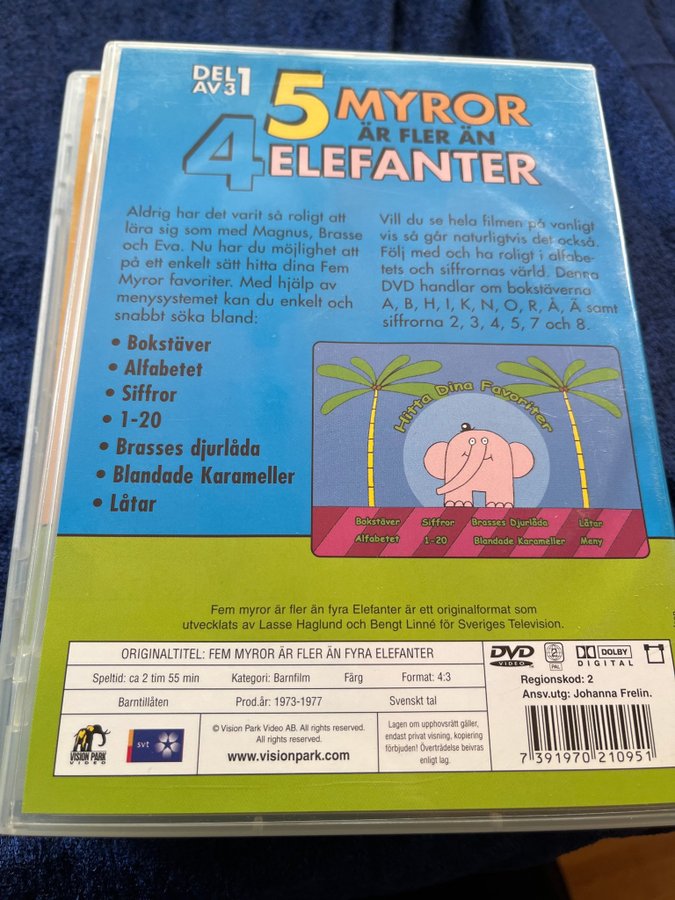 DEL 1
AV 3
5 MYROR
ÄR FLER ÄN
4 ELEFANTER
Aldrig har det varit så roligt att
lära sig som med Magnus, Brasse
och Eva. Nu har du möjlighet att
på ett enkelt sätt hitta dina Fem
Myror favoriter. Med hjälp av
menysystemet kan du enkelt och
snabbt söka bland:
• Bokstäver
• Alfabetet
• Siffror
• 1-20
• Brasses djurlåda
• Blandade Karameller
• Låtar
Vill du se hela filmen på vanligt
vis så går naturligtvis det också.
Följ med och ha roligt i alfabe-
tets och siffrornas värld. Denna
DVD handlar om bokstäverna
A, B, H, I, K, N, O, R, Å, Ä samt
siffrorna 2, 3, 4, 5, 7 och 8.
Hitta Dina Favoriter
Bokstäver Siffror Brasses Djurlåda Låtar
Alfabetet 1-20 Blandade Karameller Meny
Fem myror är fler än fyra Elefanter är ett originalformat som
utvecklats av Lasse Haglund och Bengt Linné för Sveriges Television.
ORIGINALTITEL: FEM MYROR ÄR FLER ÄN FYRA ELEFANTER
Speltid: ca 2 tim 55 min Kategori: Barnfilm Färg Format: 4:3
Barntillåten Prod.år: 1973-1977 Svenskt tal
VISION PARK
VIDEO
svt
© Vision Park Video AB. All rights reserved.
All rights reserved.
www.visionpark.com
Lagen om upphovsrätt gäller,
endast privat visning, kopiering
förbjuden! Överträdelse beivras
enligt lag.
DVD
VIDEO
2
PAL
DOLBY
DIGITAL
Regionskod: 2
Ansv.utg: Johanna Frelin.
7 391970 210951